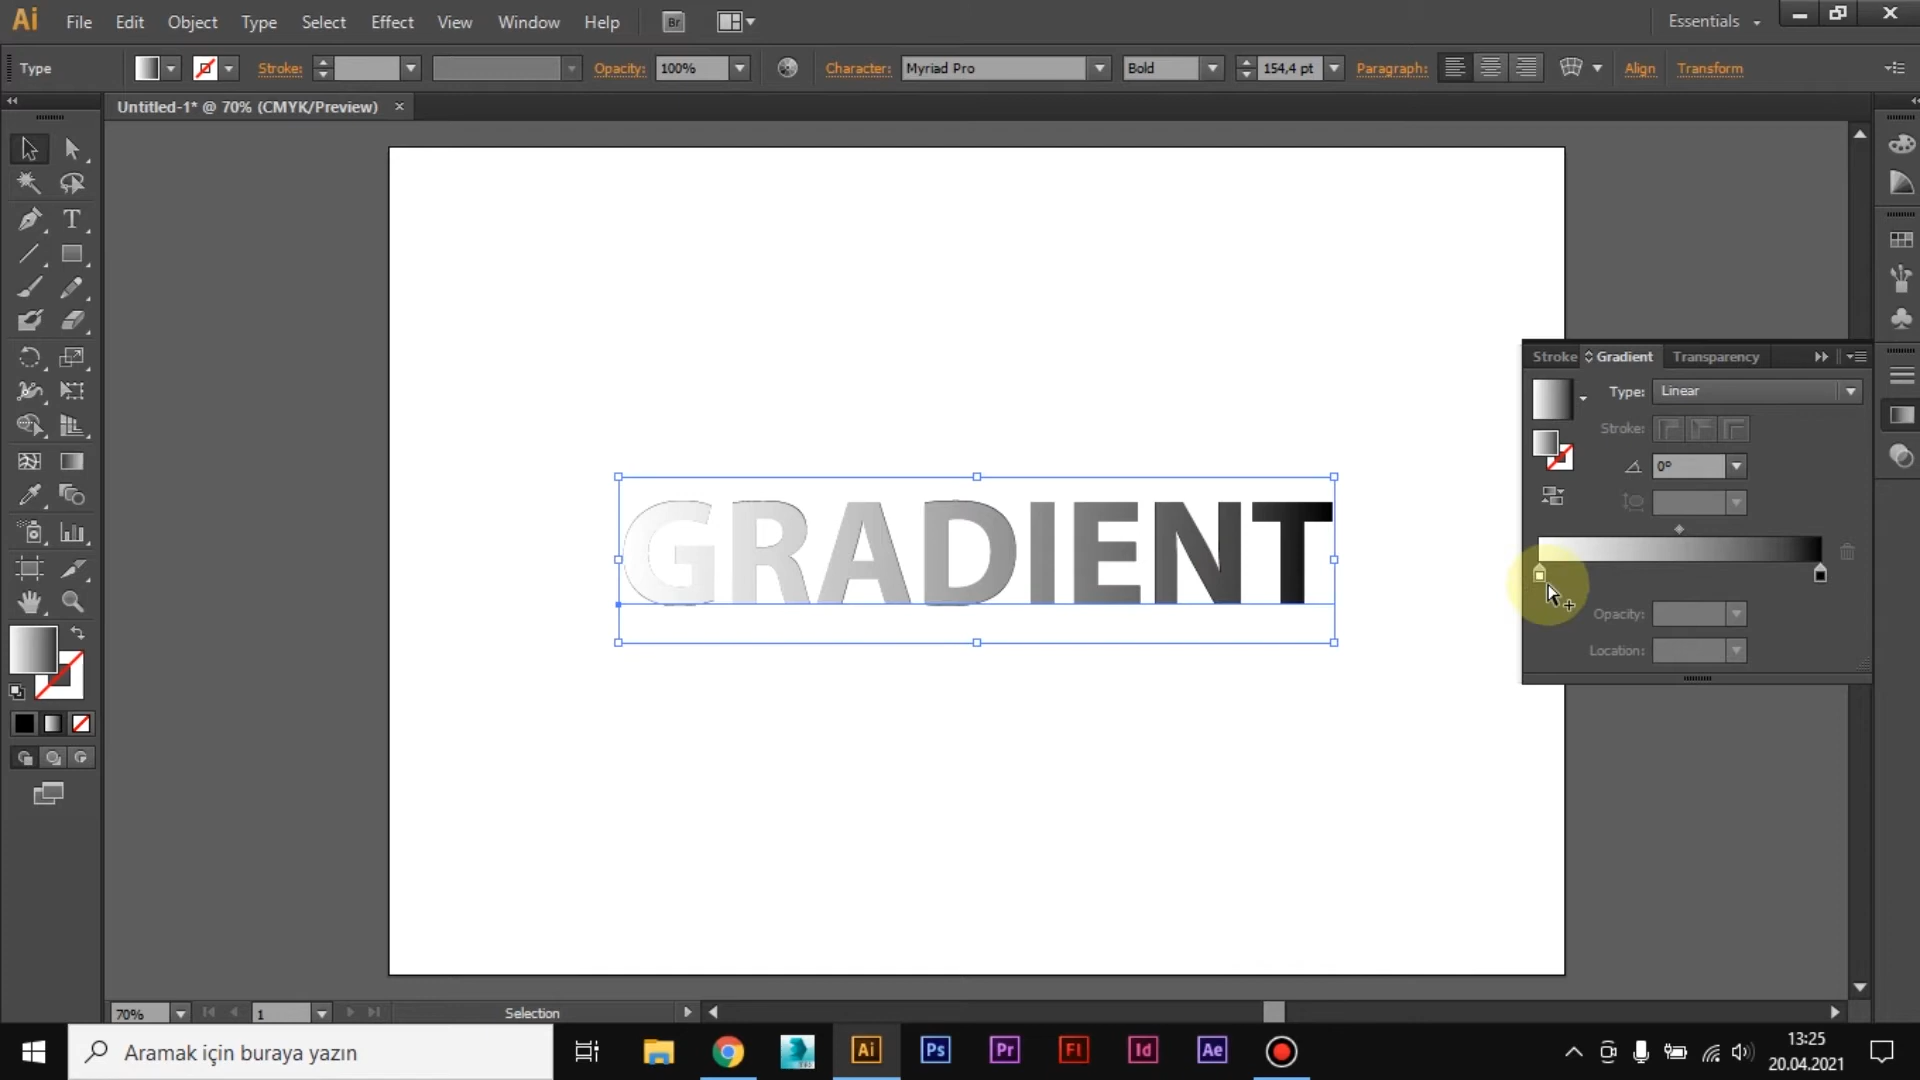 Ai File Edit Object Type Select Effect View Window Help Br Essentials
Type Stroke: Opacity: 100% Character: Myriad Pro Bold 154,4 pt Paragraph: Align Transform
Untitled-1* @ 70% (CMYK/Preview)
T
Stroke Gradient Transparency
Type: Linear
Stroke:
0°
GRADIENT
Opacity:
Location:
70% 1 Selection
Aramak için buraya yazın
Ai Ps Pr Fl Id Ae
13:25
20.04.2021